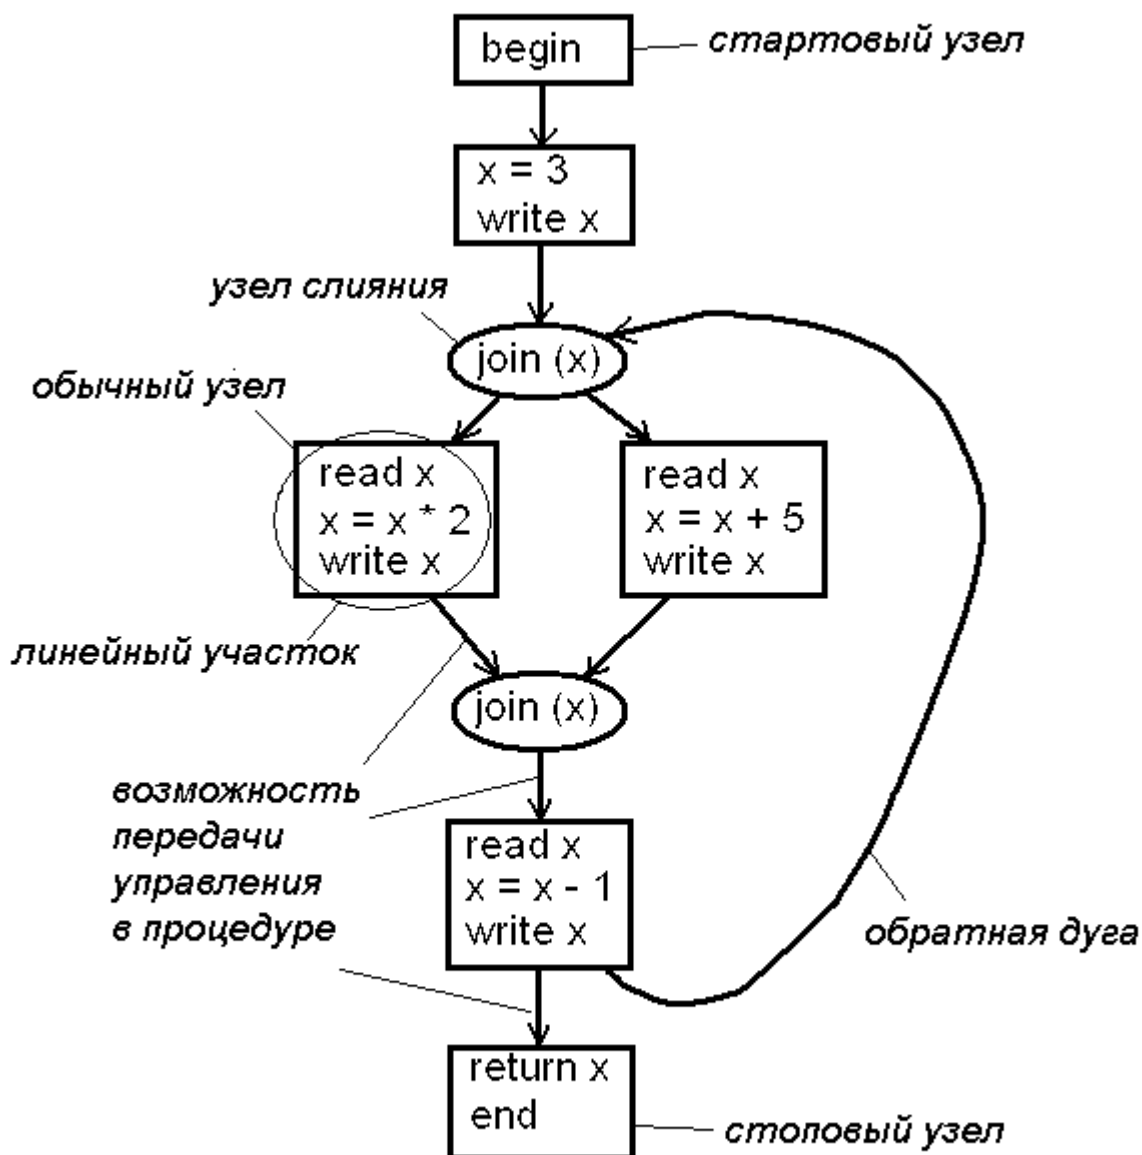 begin
стартовый узел
x = 3
write x
узел слияния
join (x)
обычный узел
read x
x = x * 2
write x
read x
x = x + 5
write x
линейный участок
join (x)
возможность
передачи
управления
в процедуре
read x
x = x - 1
write x
обратная дуга
return x
end
стоповый узел